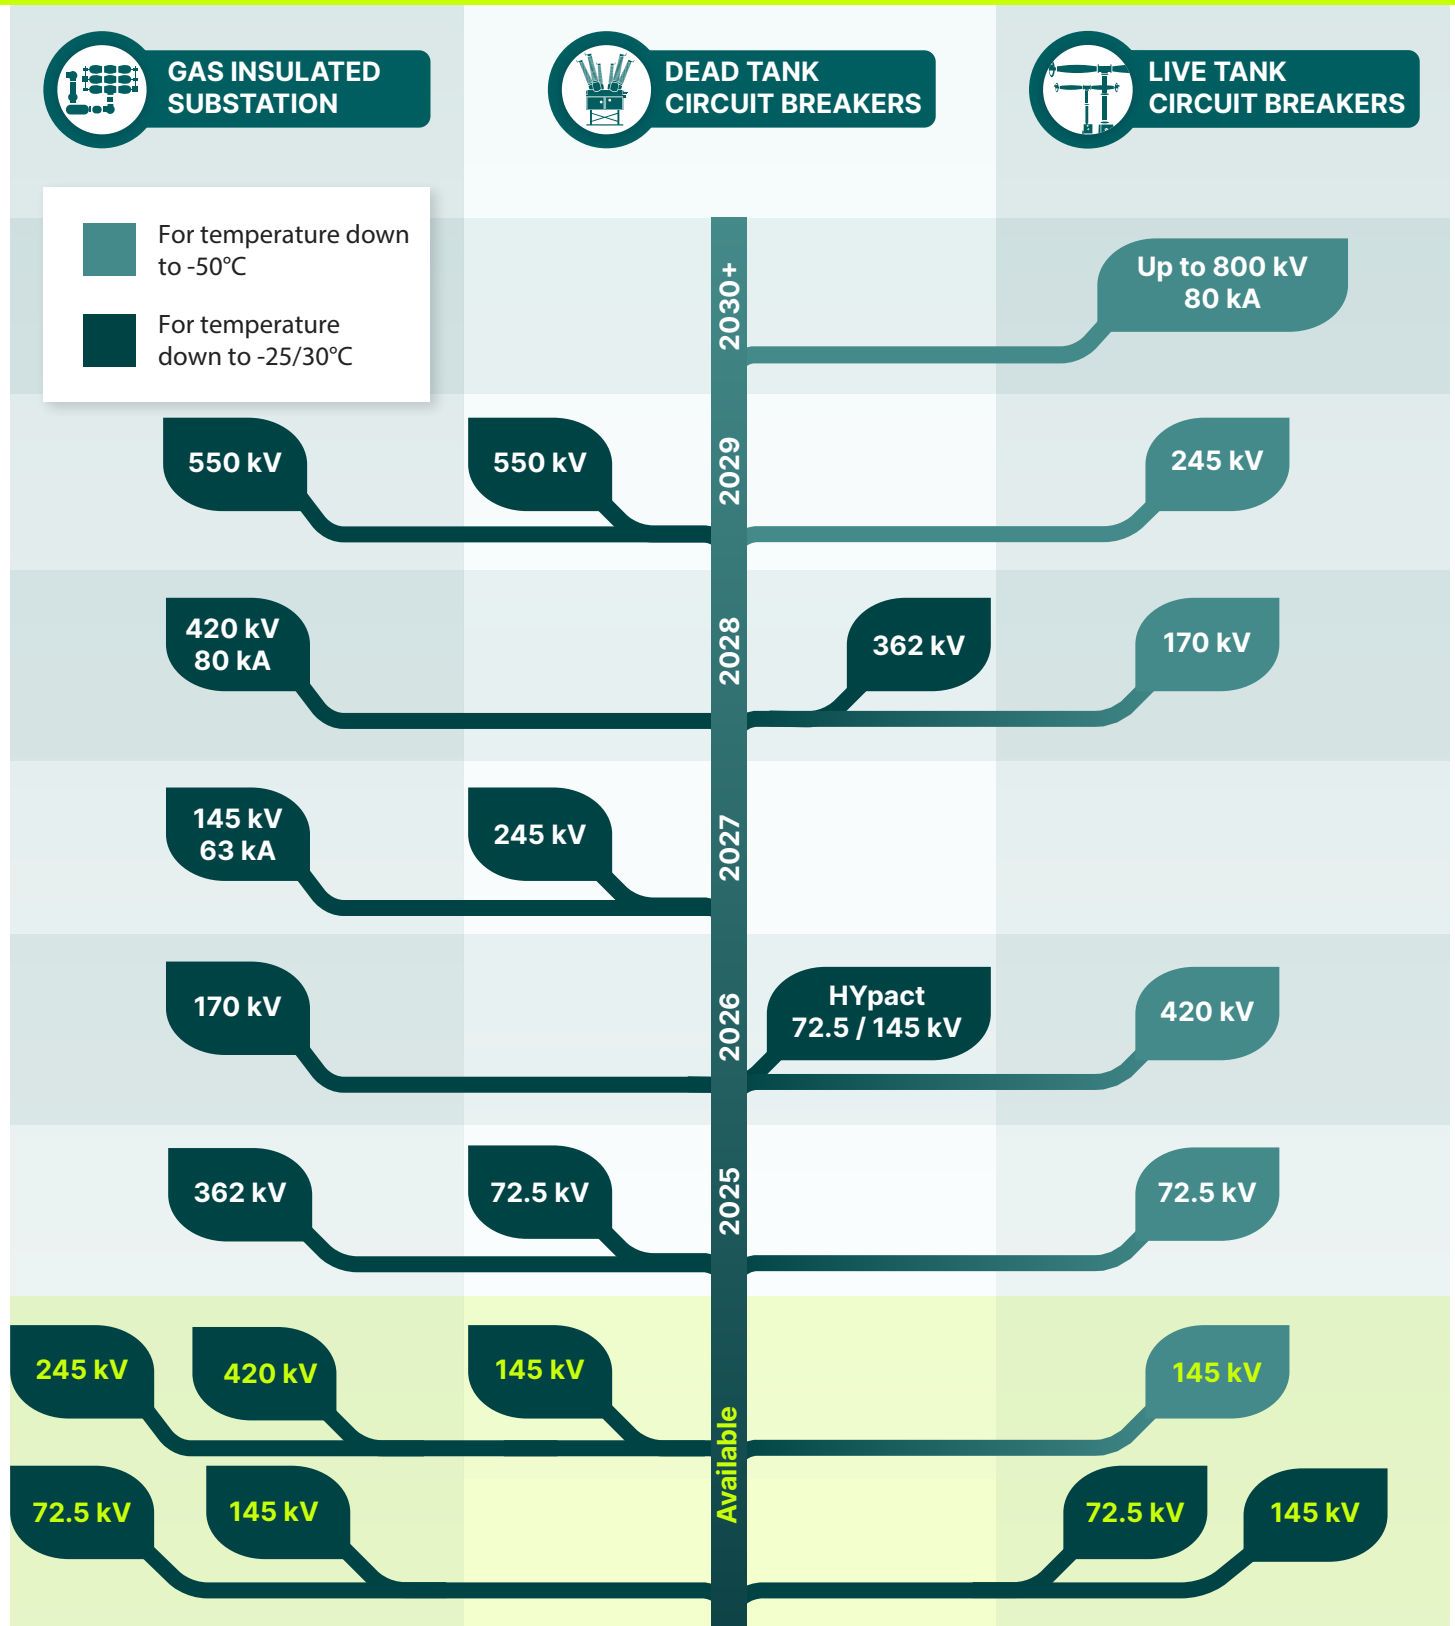 GAS INSULATED
SUBSTATION
DEAD TANK
CIRCUIT BREAKERS
LIVE TANK
CIRCUIT BREAKERS
For temperature down
to -50°C
For temperature
down to -25/30°C
2030+
Up to 800 kV
80 kA
550 kV
550 kV
2029
245 kV
420 kV
80 kA
2028
362 kV
170 kV
145 kV
63 kA
245 kV
2027
170 kV
2026
HYpact
72.5 / 145 kV
420 kV
362 kV
72.5 kV
2025
72.5 kV
245 kV
420 kV
145 kV
145 kV
Available
72.5 kV
145 kV
72.5 kV
145 kV